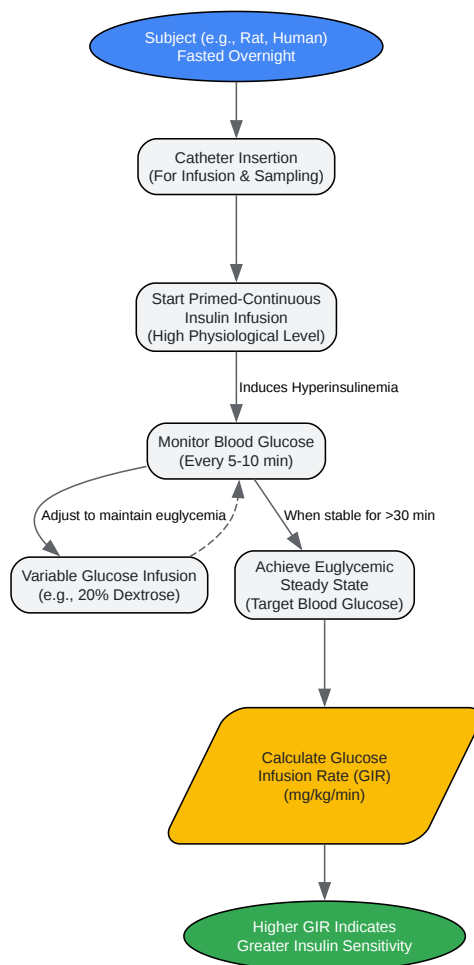 Subject (e.g., Rat, Human)
Fasted Overnight
Catheter Insertion
(For Infusion & Sampling)
Start Primed-Continuous
Insulin Infusion
(High Physiological Level)
Induces Hyperinsulinemia
Monitor Blood Glucose
(Every 5-10 min)
Adjust to maintain euglycemia
When stable for >30 min
Variable Glucose Infusion
(e.g., 20% Dextrose)
Achieve Euglycemic
Steady State
(Target Blood Glucose)
Calculate Glucose
Infusion Rate (GIR)
(mg/kg/min)
Higher GIR Indicates
Greater Insulin Sensitivity